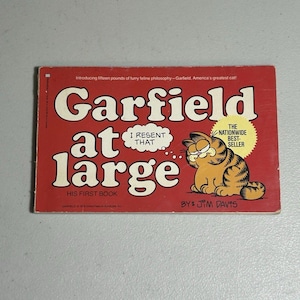 Introducing fifteen pounds of furry feline philosophy—Garfield. America's greatest cat!
Garfield
at
large
I RESENT
THAT
THE
NATIONWIDE
BEST-
SELLER
HIS FIRST BOOK
BY: JIM DAVIS